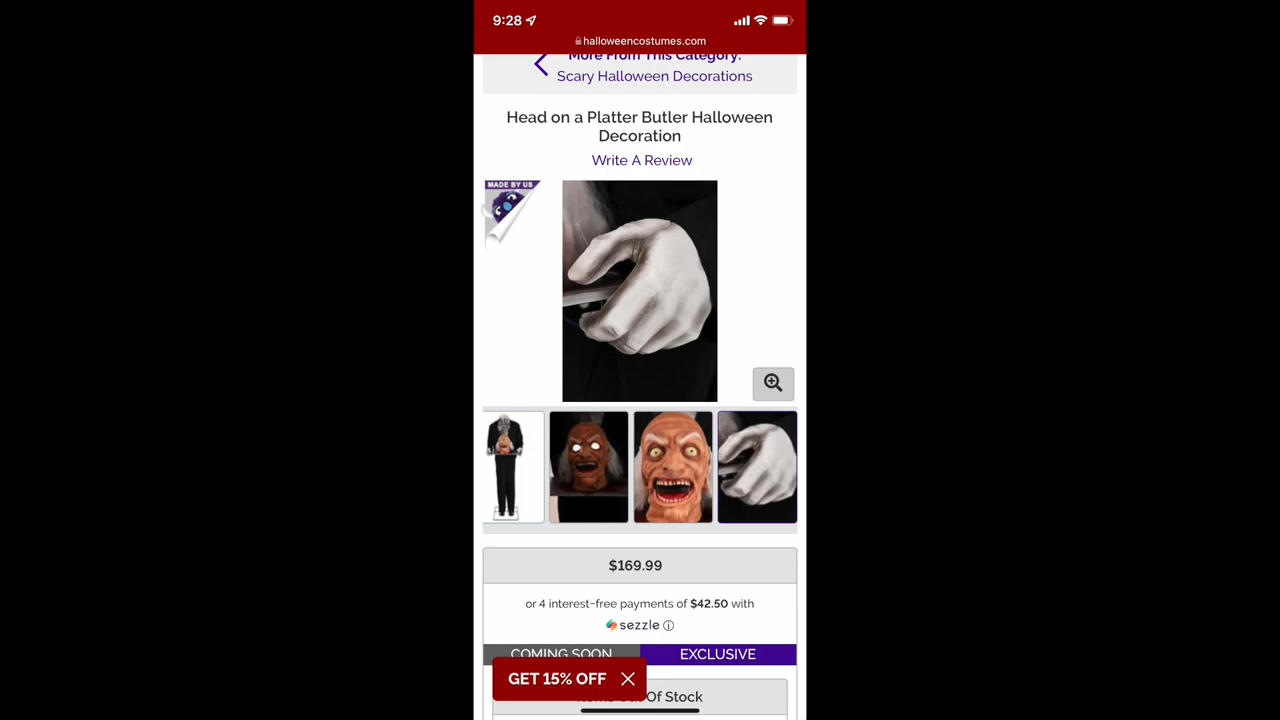 9:28
halloweencostumes.com
More From This Category:
Scary Halloween Decorations
Head on a Platter Butler Halloween
Decoration
Write A Review
MADE BY US
$169.99
or 4 interest-free payments of $42.50 with
sezzle
COMING SOON
EXCLUSIVE
GET 15% OFF
Of Stock